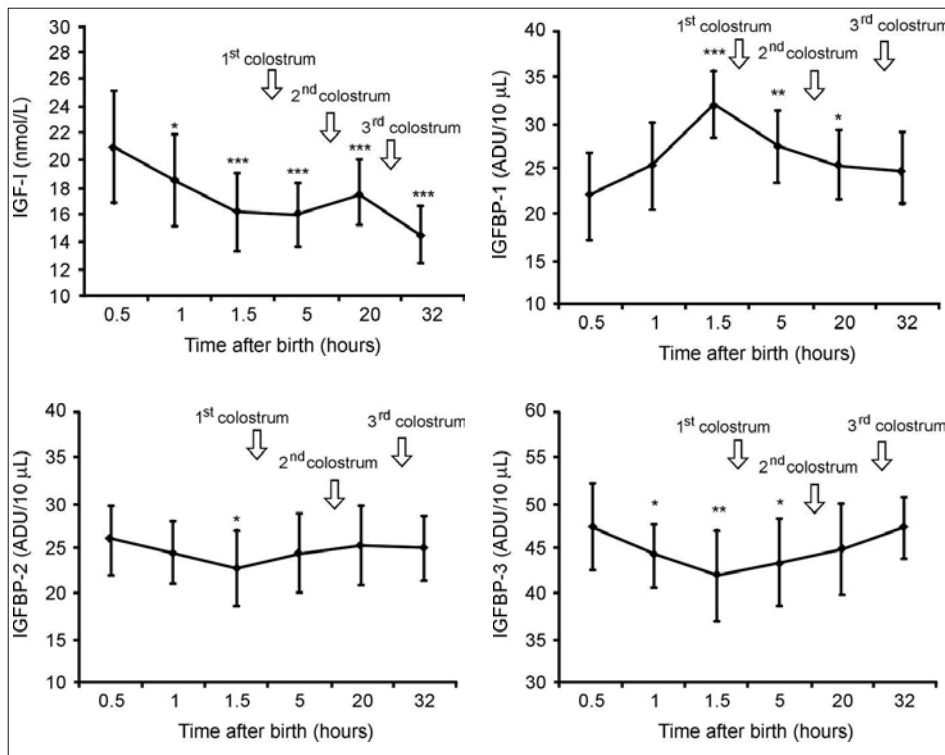 IGF-I (nmol/L)
30
28
26
24
22
20
18
16
14
12
10
1st colostrum
2nd colostrum
3rd colostrum
*
***
***
***
***
0.5 1 1.5 5 20 32
Time after birth (hours)
IGFBP-1 (ADU/10 µL)
40
35
30
25
20
15
10
1st colostrum
2nd colostrum
3rd colostrum
***
**
*
0.5 1 1.5 5 20 32
Time after birth (hours)
IGFBP-2 (ADU/10 µL)
40
35
30
25
20
15
10
1st colostrum
2nd colostrum
3rd colostrum
*
0.5 1 1.5 5 20 32
Time after birth (hours)
IGFBP-3 (ADU/10 µL)
60
55
50
45
40
35
30
1st colostrum
2nd colostrum
3rd colostrum
*
**
*
0.5 1 1.5 5 20 32
Time after birth (hours)